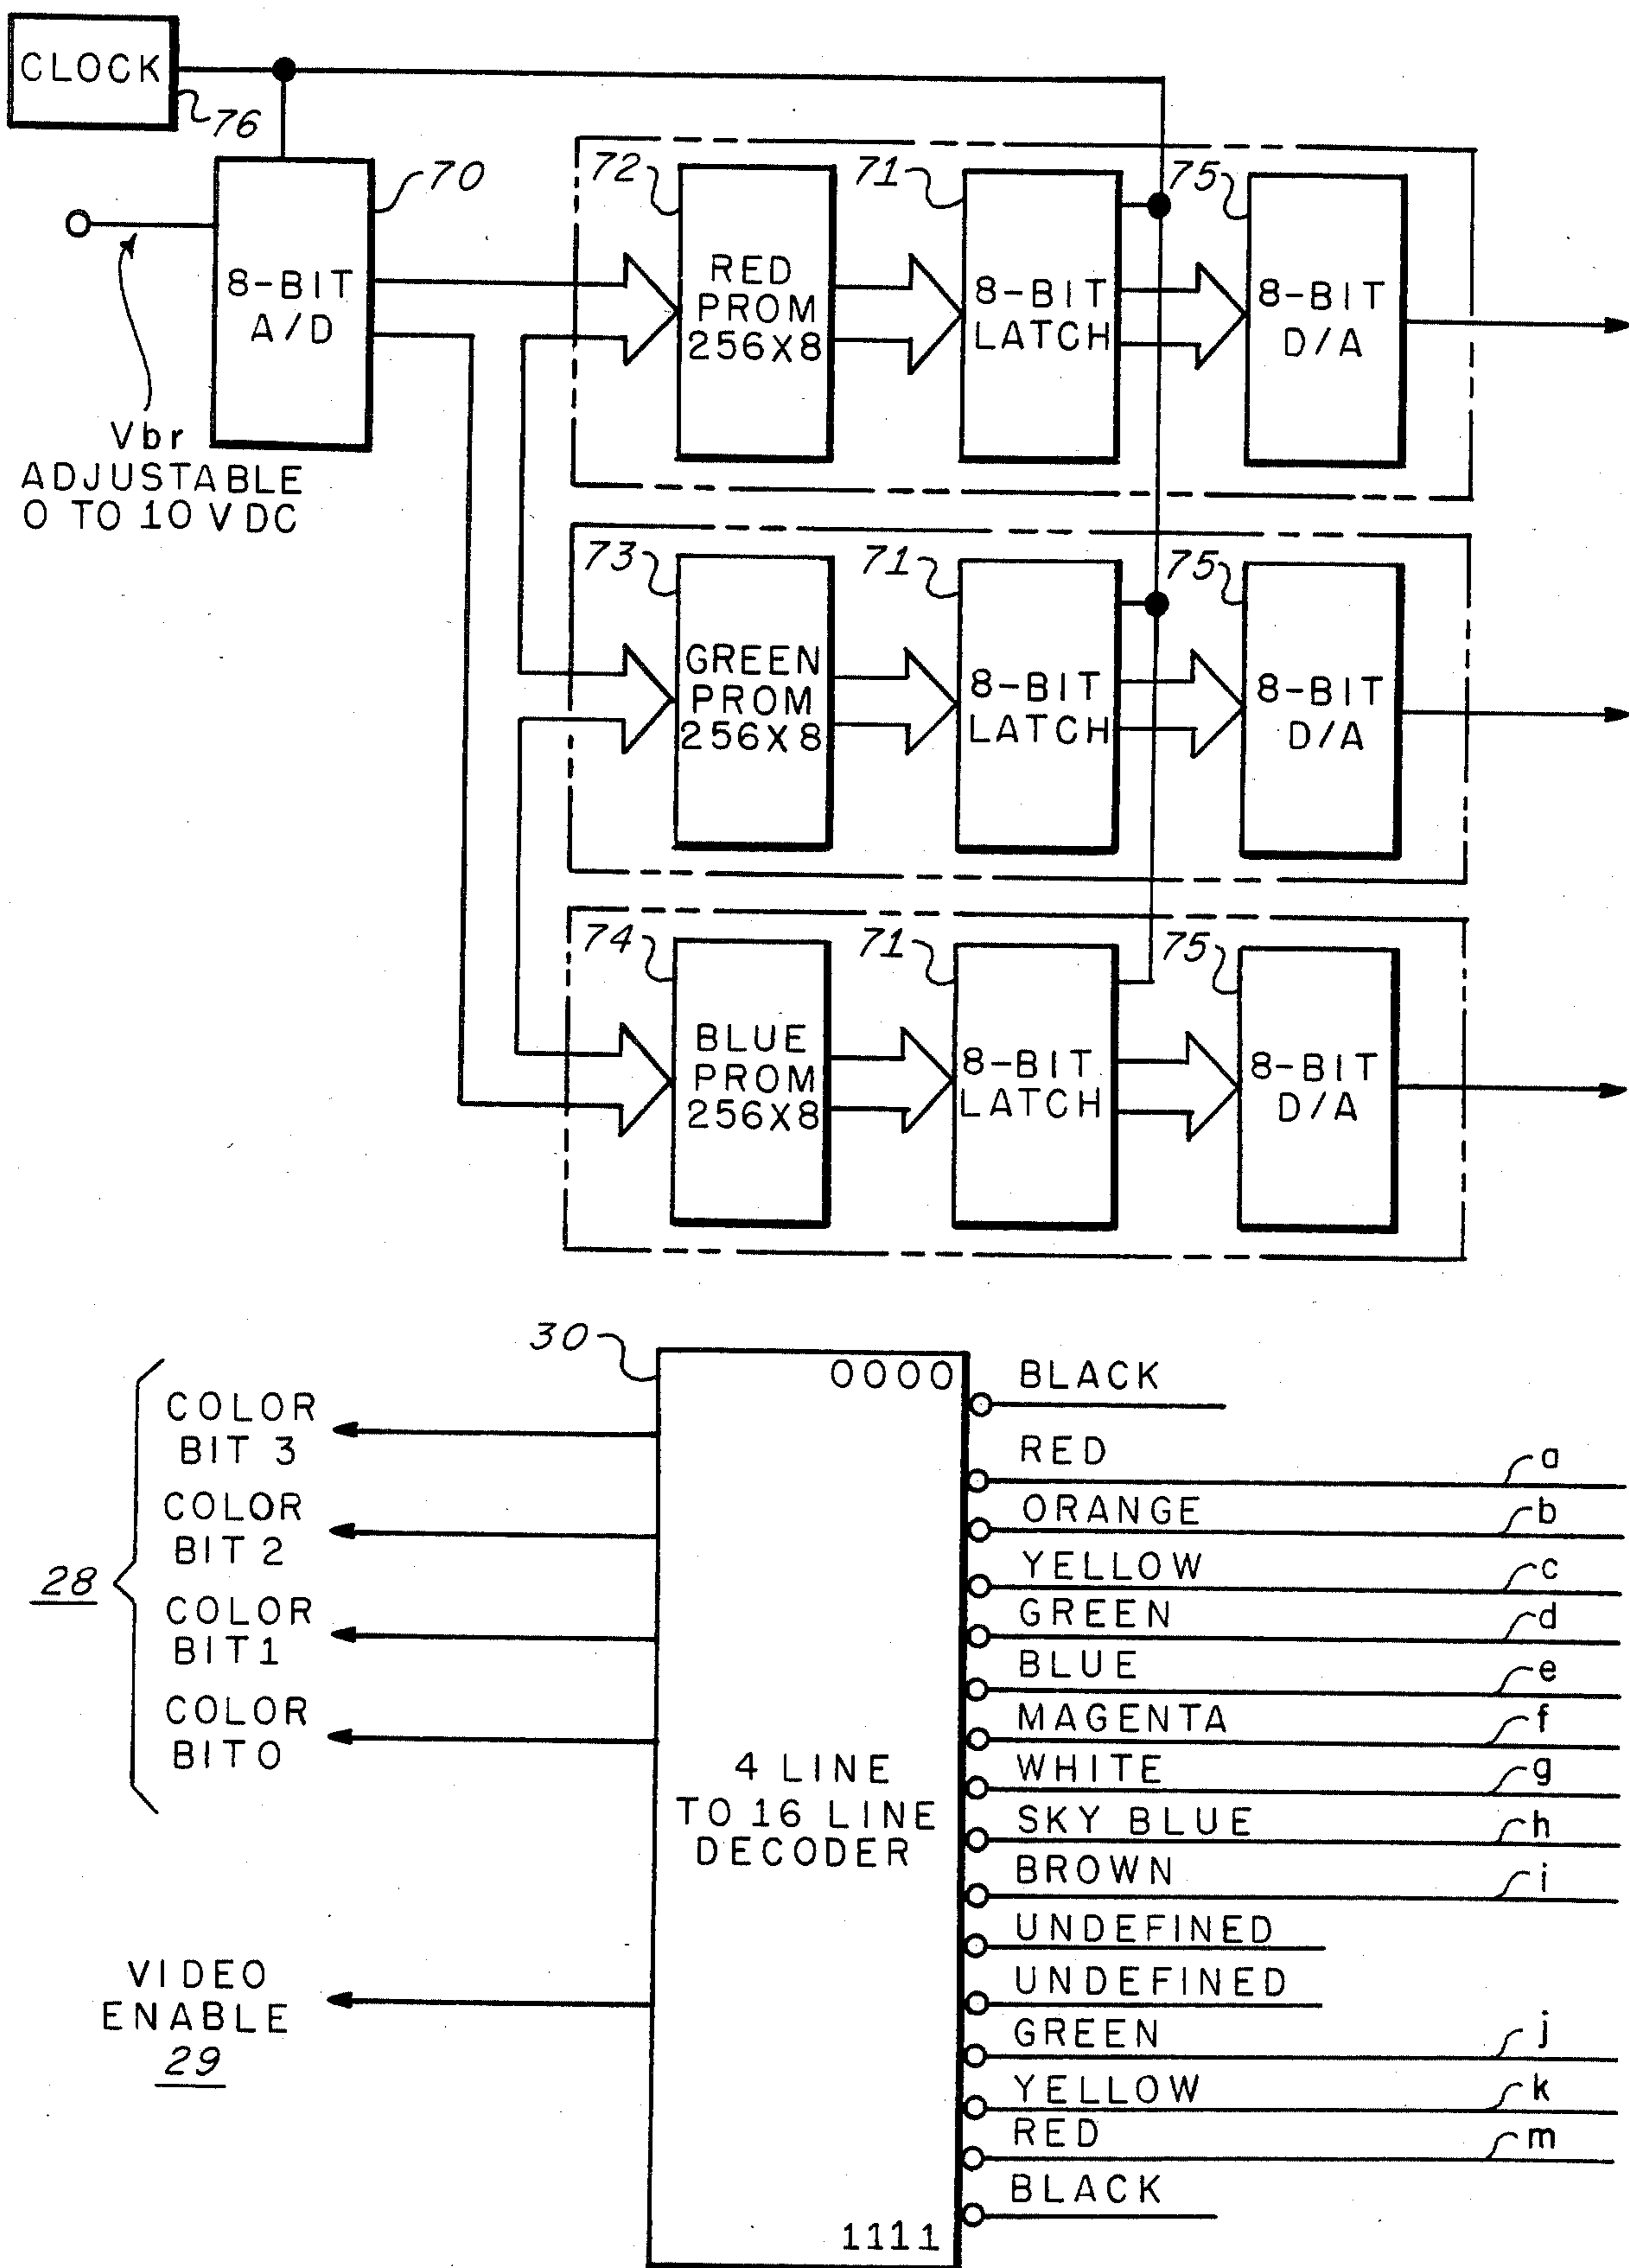 CLOCK
76
70
8-BIT
A/D
Vbr
ADJUSTABLE
0 TO 10 VDC
72
RED
PROM
256X8
71
8-BIT
LATCH
75
8-BIT
D/A
73
GREEN
PROM
256X8
71
8-BIT
LATCH
75
8-BIT
D/A
74
BLUE
PROM
256X8
71
8-BIT
LATCH
75
8-BIT
D/A
28
COLOR
BIT 3
COLOR
BIT 2
COLOR
BIT1
COLOR
BIT0
VIDEO
ENABLE
29
30
0000
4 LINE
TO 16 LINE
DECODER
1111
BLACK
RED a
ORANGE b
YELLOW c
GREEN d
BLUE e
MAGENTA f
WHITE g
SKY BLUE h
BROWN i
UNDEFINED
UNDEFINED
GREEN j
YELLOW k
RED m
BLACK